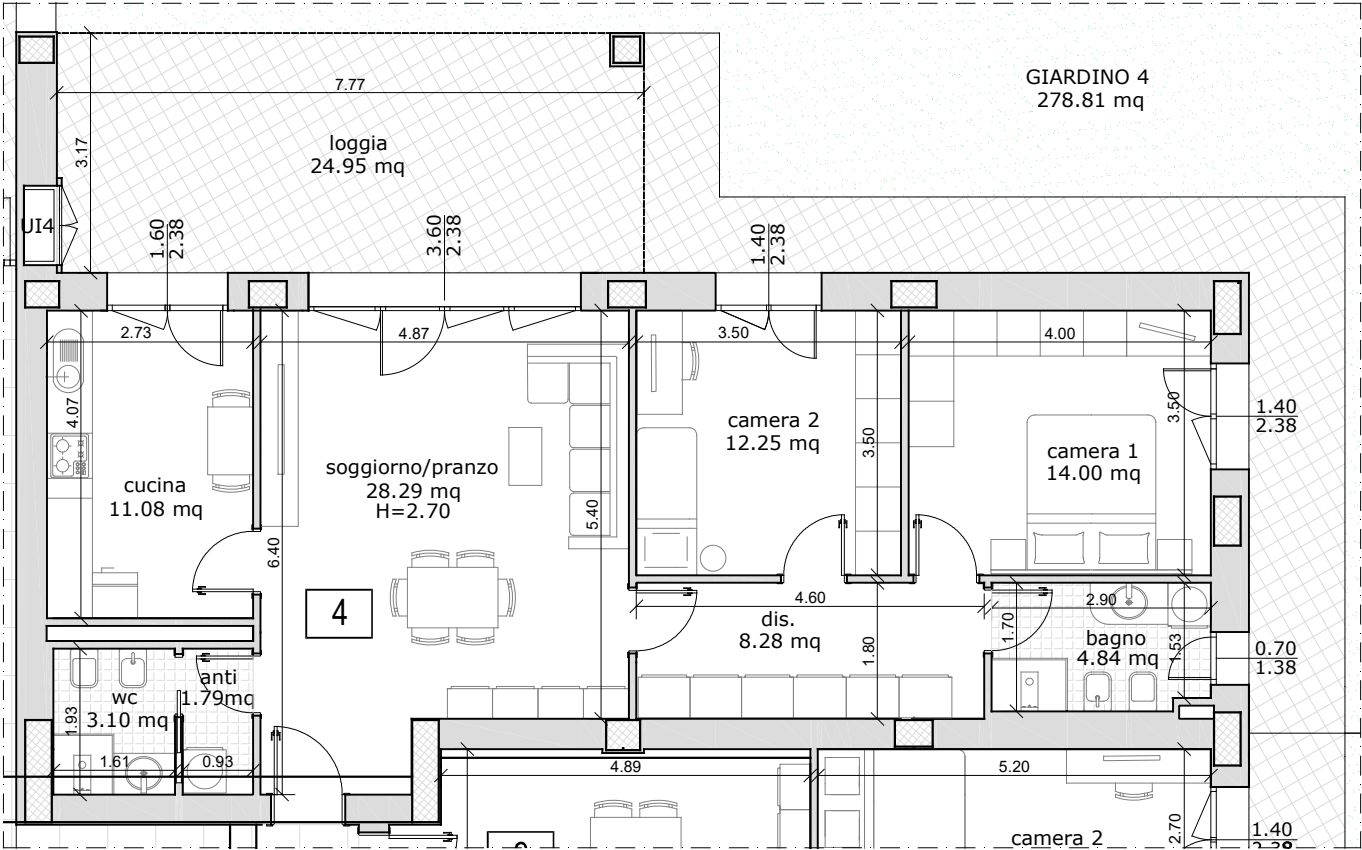 GIARDINO 4
278.81 mq
7.77
loggia
24.95 mq
3.17
UI4
1.60
2.38
3.60
2.38
1.40
2.38
2.73
4.87
3.50
4.00
4.07
cucina
11.08 mq
soggiorno/pranzo
28.29 mq
H=2.70
6.40
5.40
camera 2
12.25 mq
3.50
camera 1
14.00 mq
3.50
1.40
2.38
4
4.60
dis.
8.28 mq
1.80
2.90
1.70
bagno
4.84 mq
1.53
0.70
1.38
anti
1.79mq
wc
3.10 mq
1.93
1.61
0.93
4.89
5.20
camera 2
2.70
1.40
2.38